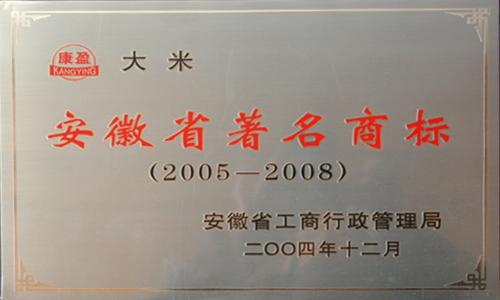 康盈
KANGYING
大米
安徽省著名商标
(2005—2008)
安徽省工商行政管理局
二〇〇四年十二月